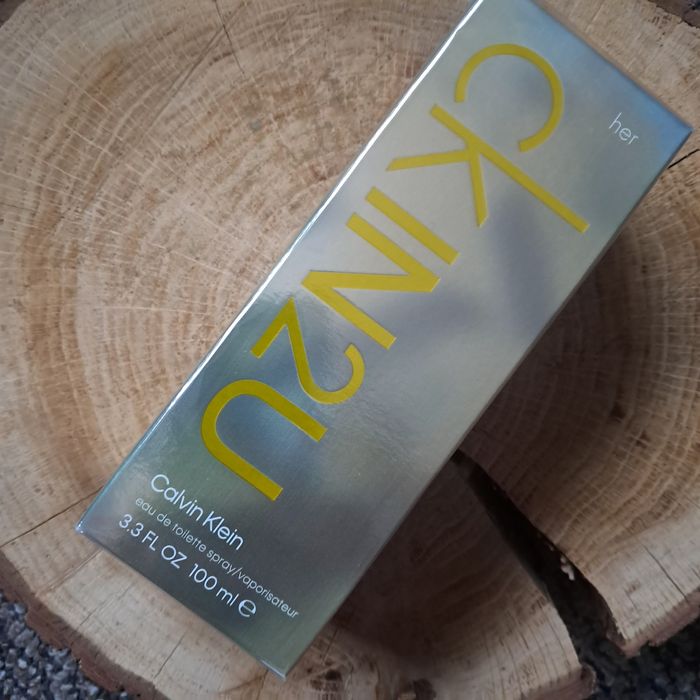 her
CKIN2U
Calvin Klein
eau de toilette spray/vaporisateur
3.3 FL OZ 100 ml ℮